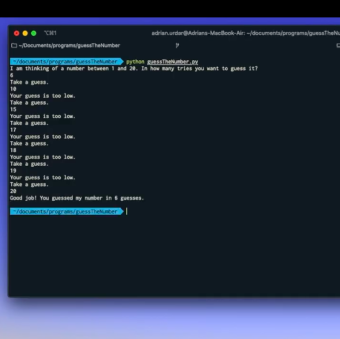 ⌥⌘1 adrian.urder@Adrians-MacBook-Air: ~/documents/programs/guessTheNu
~/Documents/programs/guessTheNumber
~/documents/programs/guessTheNumber python guessTheNumber.py
I am thinking of a number between 1 and 20. In how many tries you want to guess it?
6
Take a guess.
10
Your guess is too low.
Take a guess.
15
Your guess is too low.
Take a guess.
17
Your guess is too low.
Take a guess.
18
Your guess is too low.
Take a guess.
19
Your guess is too low.
Take a guess.
20
Good job! You guessed my number in 6 guesses.
~/documents/programs/guessTheNumber